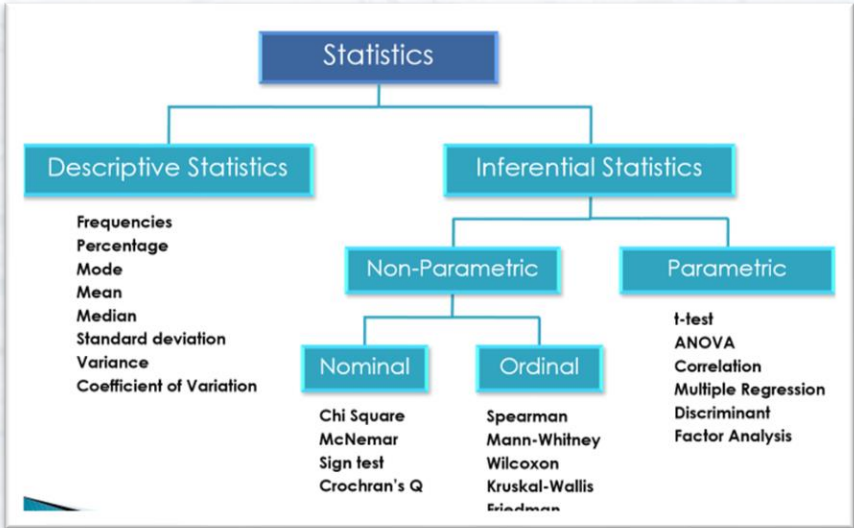 Statistics
Descriptive Statistics
Frequencies
Percentage
Mode
Mean
Median
Standard deviation
Variance
Coefficient of Variation
Inferential Statistics
Non-Parametric
Nominal
Chi Square
McNemar
Sign test
Crochran's Q
Ordinal
Spearman
Mann-Whitney
Wilcoxon
Kruskal-Wallis
Friedman
Parametric
t-test
ANOVA
Correlation
Multiple Regression
Discriminant
Factor Analysis